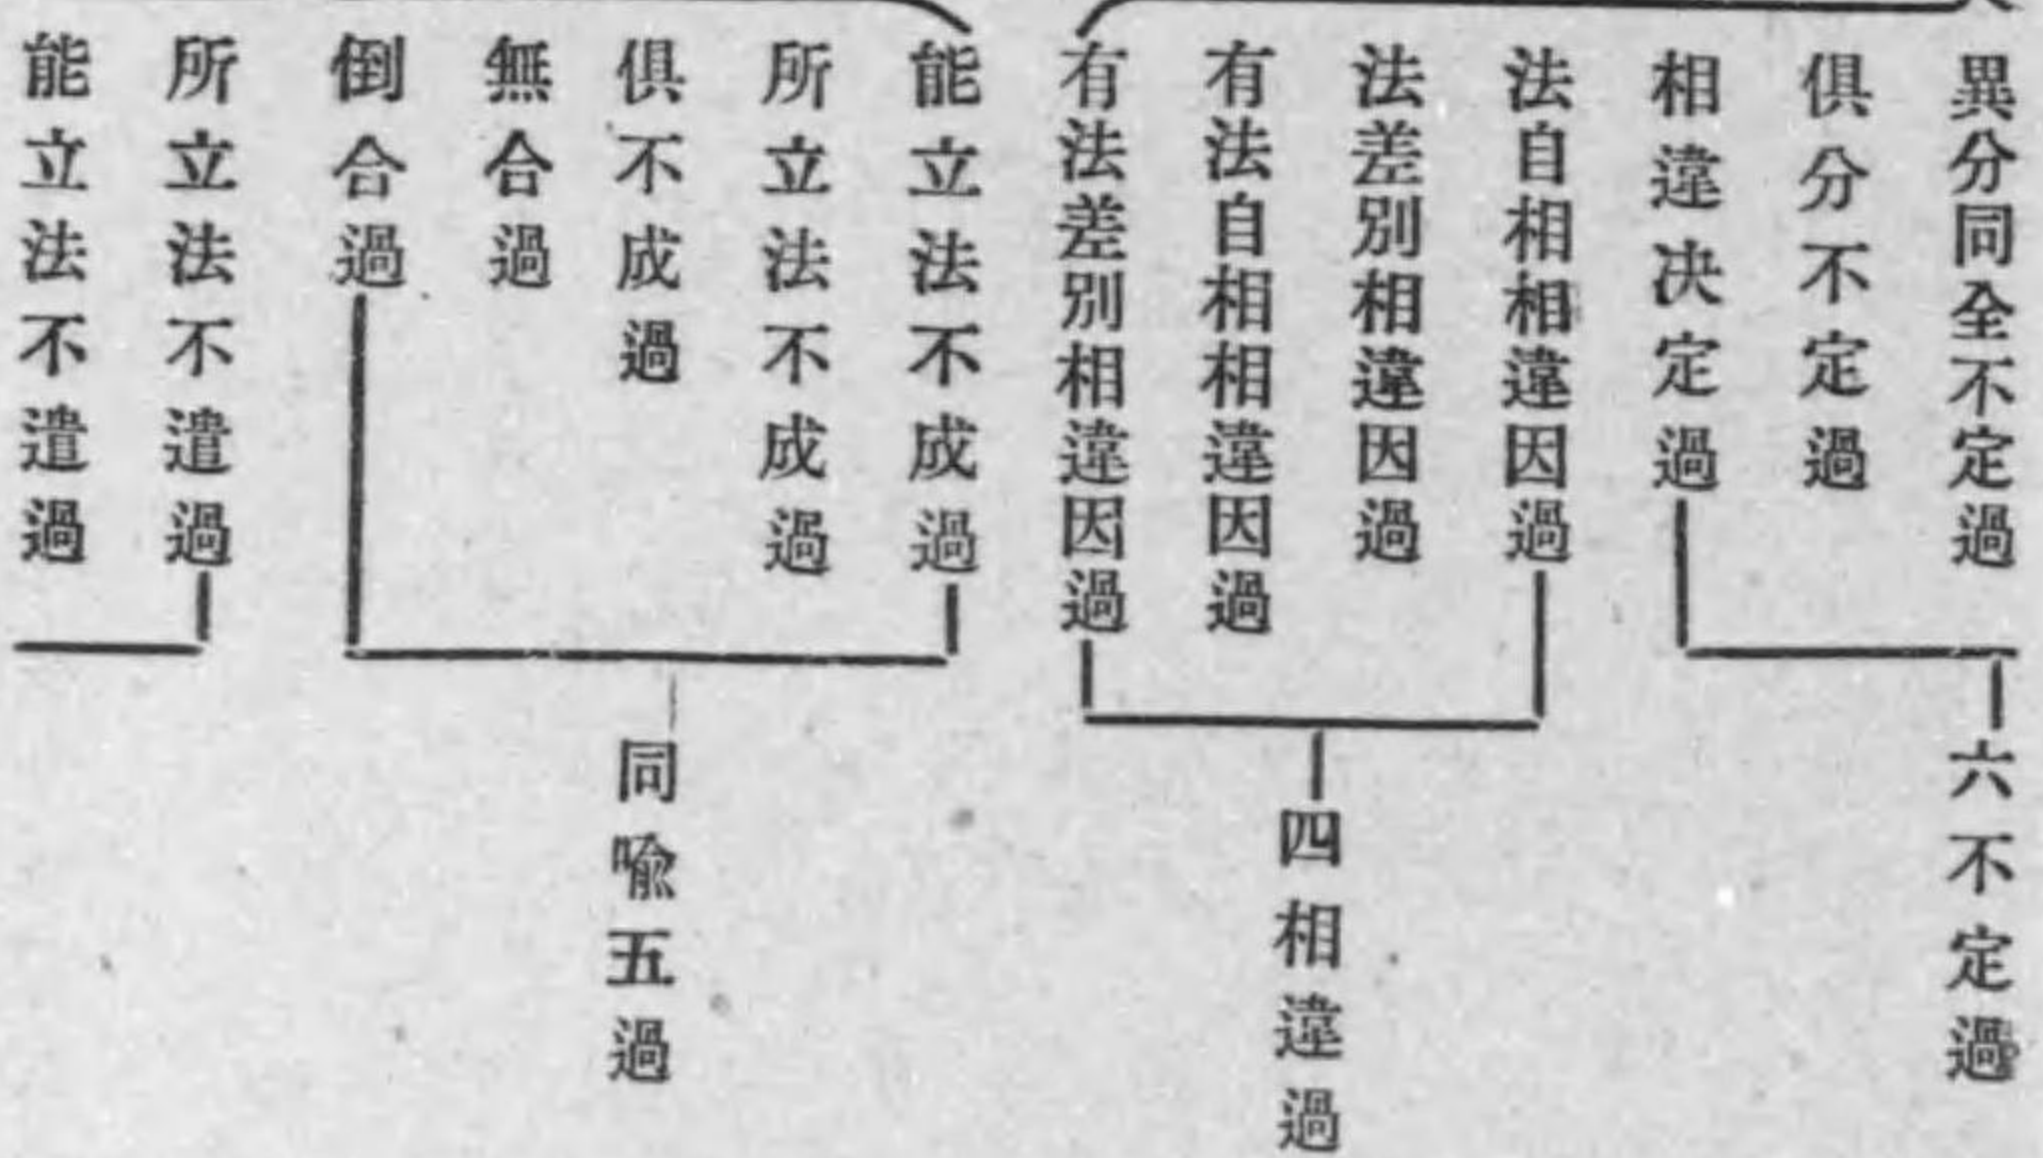 異分同全不定過
俱分不定過
相違决定過
六不定過
法自相相違因過
法差別相違因過
有法自相相違因過
有法差別相違因過
四相違過
能立法不成過
所立法不成過
俱不成過
無合過
倒合過
同喩五過
所立法不遣過
能立法不遣過